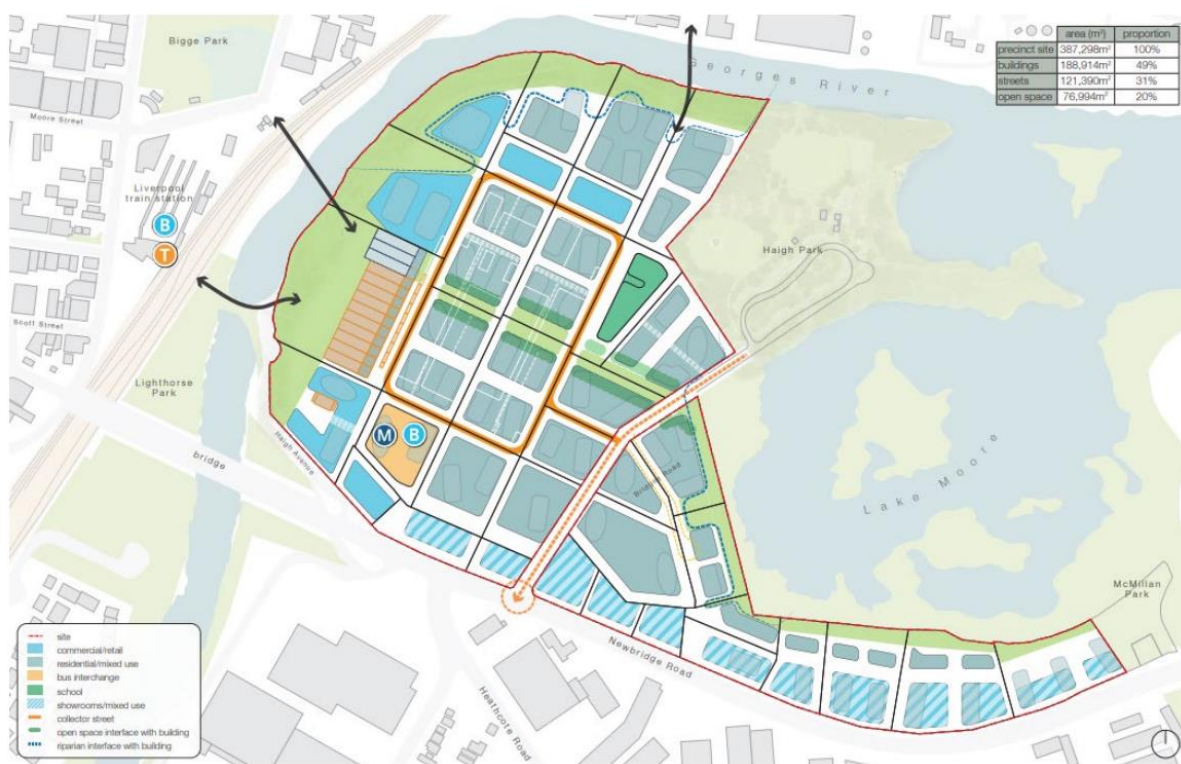 Bigge Park
Moore Street
Liverpool
train station
B
T
Scott Street
Lighthorse
Park
bridge
Haigh Avenue
M
B
Georges River
Haigh Park
Lake Moore
McMillan
Park
Newbridge Road
Heathcote Road
area (m²) proportion
precinct site 387,298m² 100%
buildings 188,914m² 49%
streets 121,390m² 31%
open space 76,994m² 20%
site
commercial/retail
residential/mixed use
bus interchange
school
showrooms/mixed use
collector street
open space interface with building
riparian interface with building